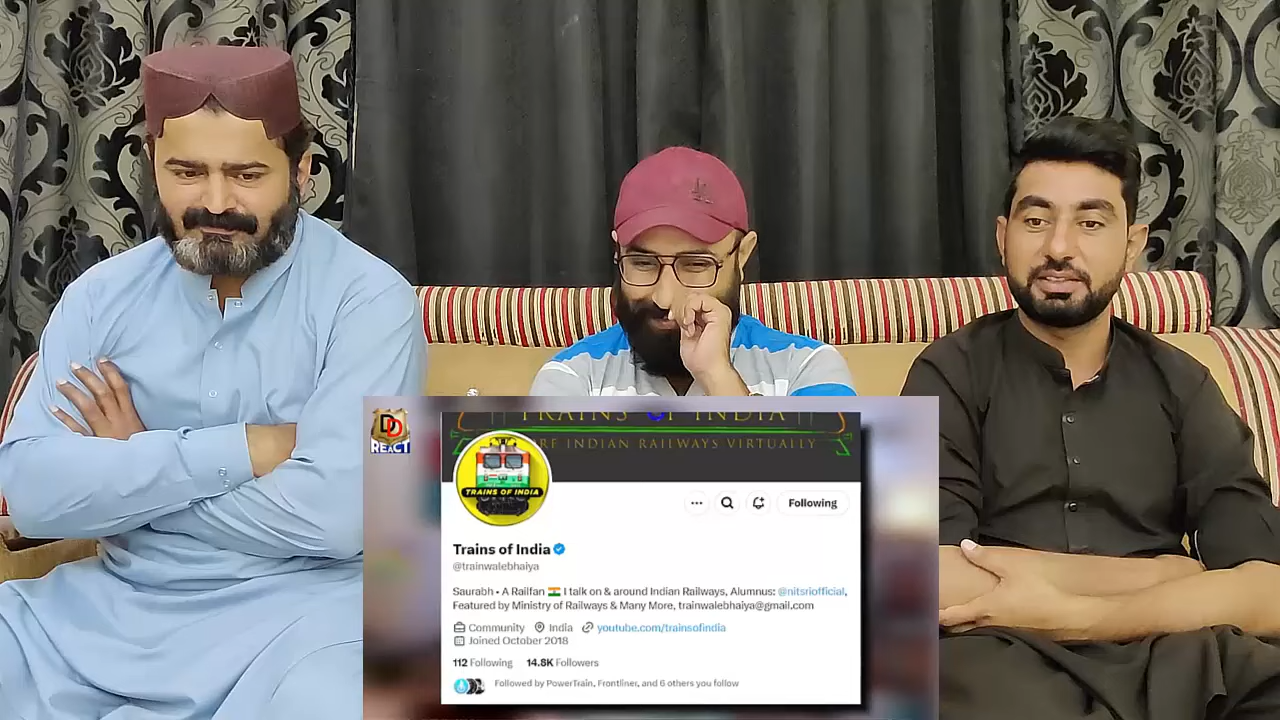 TRAINS OF INDIA
ORE INDIAN RAILWAYS VIRTUALLY
DD
REACT
TRAINS OF INDIA
Following
Trains of India
@trainwalebhaiya
Saurabh • A Railfan 🇮🇳 I talk on & around Indian Railways, Alumnus: @nitsriofficial,
Featured by Ministry of Railways & Many More, trainwalebhaiya@gmail.com
Community India youtube.com/trainsofindia
Joined October 2018
112 Following 14.8K Followers
Followed by PowerTrain, Frontliner, and 6 others you follow